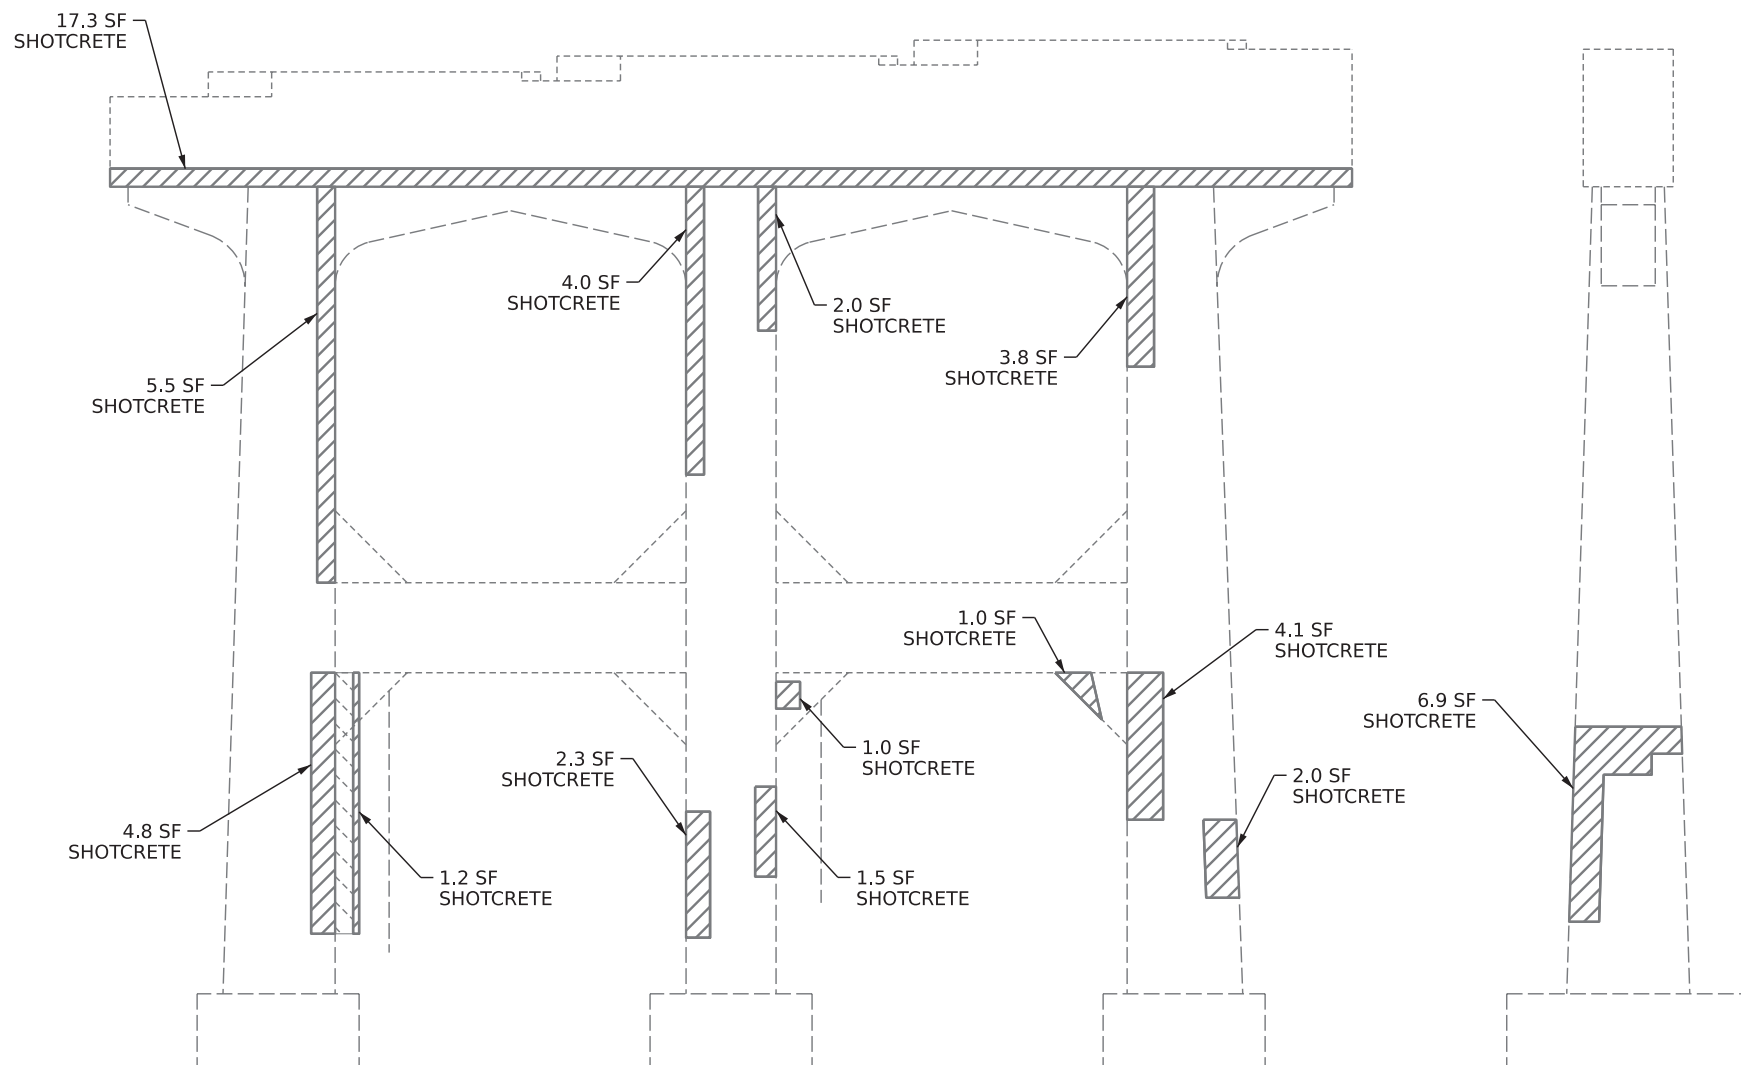 17.3 SF
SHOTCRETE
4.0 SF
SHOTCRETE
2.0 SF
SHOTCRETE
3.8 SF
SHOTCRETE
5.5 SF
SHOTCRETE
1.0 SF
SHOTCRETE
4.1 SF
SHOTCRETE
6.9 SF
SHOTCRETE
1.0 SF
SHOTCRETE
2.3 SF
SHOTCRETE
2.0 SF
SHOTCRETE
4.8 SF
SHOTCRETE
1.2 SF
SHOTCRETE
1.5 SF
SHOTCRETE